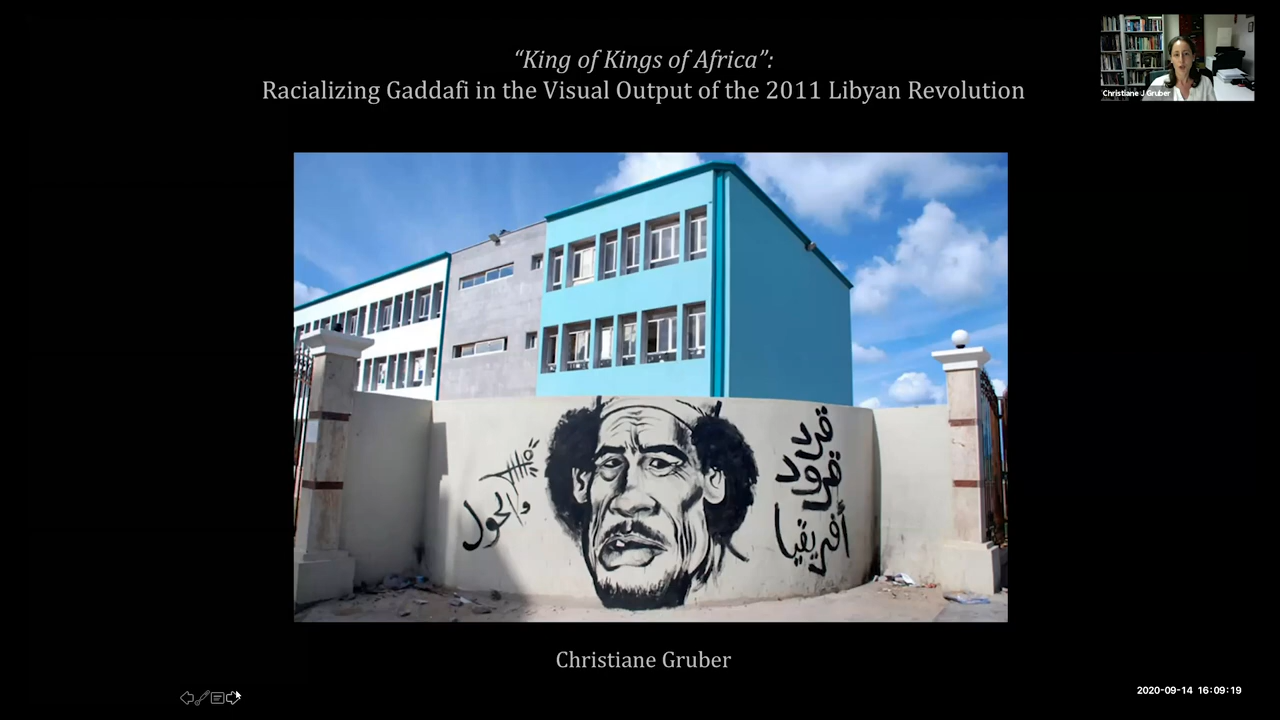 “King of Kings of Africa”:
Racializing Gaddafi in the Visual Output of the 2011 Libyan Revolution
Christiane J Gruber
قرد
قرود
أفريقيا
Christiane Gruber
2020-09-14 16:09:19